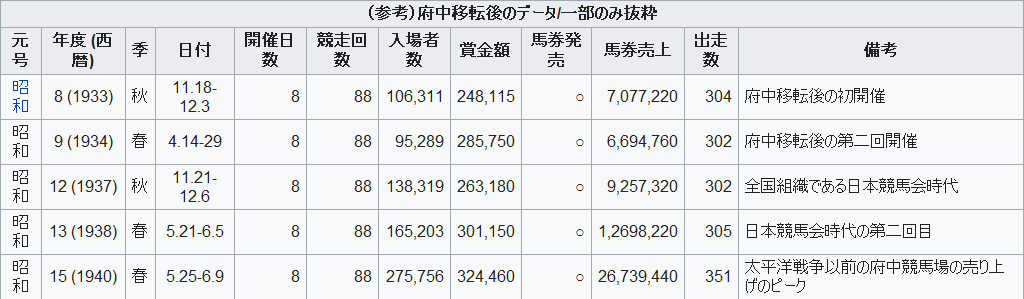 (参考)府中移転後のデータ/一部のみ抜粋
元号 年度 (西暦) 季 日付 開催日数 競走回数 入場者数 賞金額 馬券発売 馬券売上 出走数 備考
昭和 8 (1933) 秋 11.18-12.3 8 88 106,311 248,115 ○ 7,077,220 304 府中移転後の初開催
昭和 9 (1934) 春 4.14-29 8 88 95,289 285,750 ○ 6,694,760 302 府中移転後の第二回開催
昭和 12 (1937) 秋 11.21-12.6 8 88 138,319 263,180 ○ 9,257,320 302 全国組織である日本競馬会時代
昭和 13 (1938) 春 5.21-6.5 8 88 165,203 301,150 ○ 1,2698,220 305 日本競馬会時代の第二回目
昭和 15 (1940) 春 5.25-6.9 8 88 275,756 324,460 ○ 26,739,440 351 太平洋戦争以前の府中競馬場の売り上げのピーク